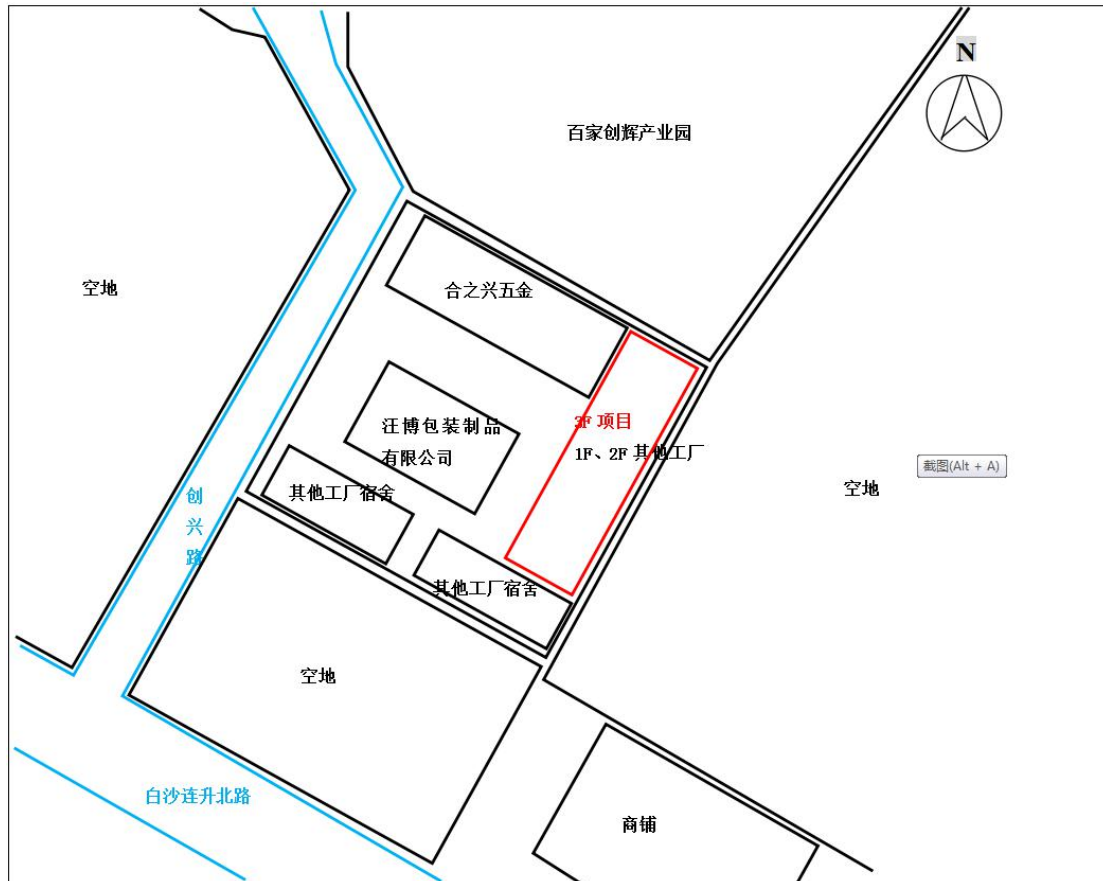 N
百家创辉产业园
空地
合之兴五金
3F 项目
汪博包装制品
有限公司
1F、2F 其他工厂
截图(Alt + A)
空地
其他工厂宿舍
创
兴
路
其他工厂宿舍
空地
白沙连升北路
商铺